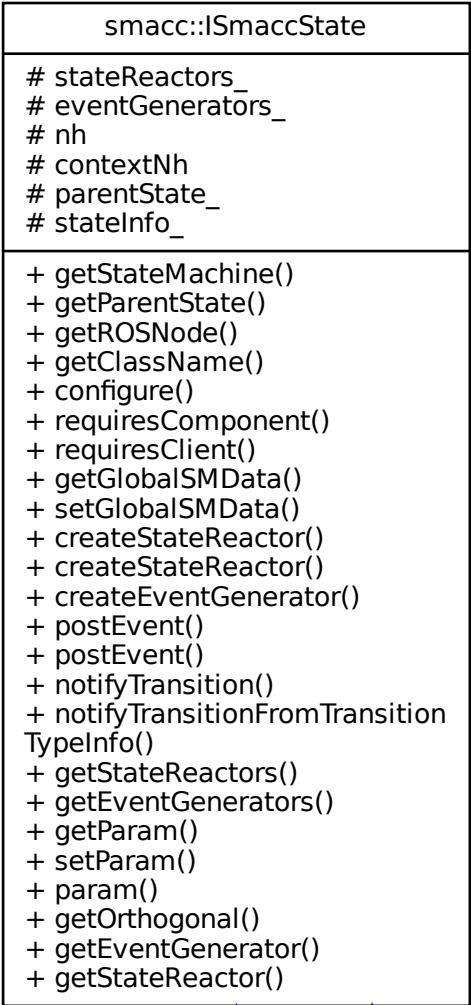 smacc::ISmaccState
# stateReactors_
# eventGenerators_
# nh
# contextNh
# parentState_
# stateInfo_
+ getStateMachine()
+ getParentState()
+ getROSNode()
+ getClassName()
+ configure()
+ requiresComponent()
+ requiresClient()
+ getGlobalSMData()
+ setGlobalSMData()
+ createStateReactor()
+ createStateReactor()
+ createEventGenerator()
+ postEvent()
+ postEvent()
+ notifyTransition()
+ notifyTransitionFromTransition
TypeInfo()
+ getStateReactors()
+ getEventGenerators()
+ getParam()
+ setParam()
+ param()
+ getOrthogonal()
+ getEventGenerator()
+ getStateReactor()